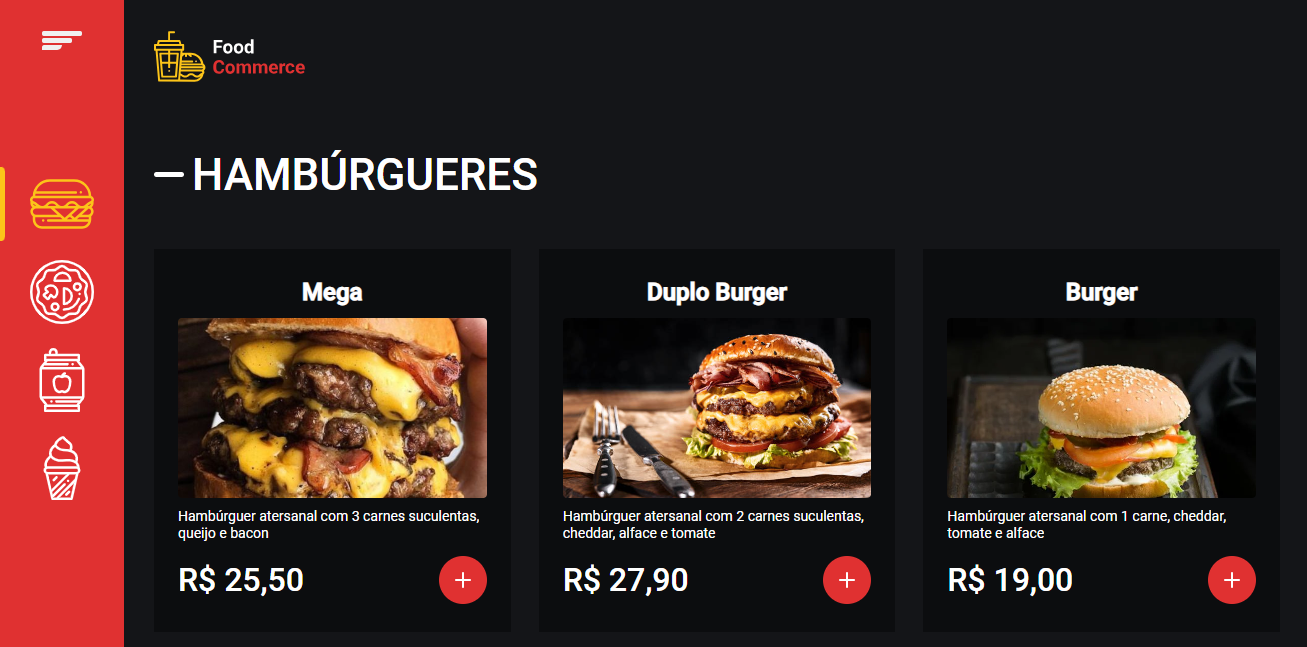 Food
Commerce
HAMBÚRGUERES
Mega
Hambúrguer atersanal com 3 carnes suculentas,
queijo e bacon
R$ 25,50
+
Duplo Burger
Hambúrguer atersanal com 2 carnes suculentas,
cheddar, alface e tomate
R$ 27,90
+
Burger
Hambúrguer atersanal com 1 carne, cheddar,
tomate e alface
R$ 19,00
+